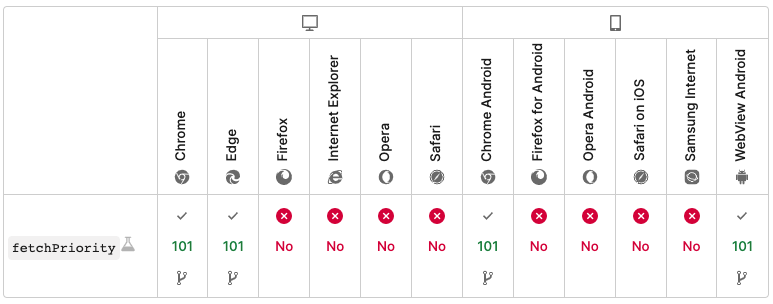 Chrome
Edge
Firefox
Internet Explorer
Opera
Safari
Chrome Android
Firefox for Android
Opera Android
Safari on iOS
Samsung Internet
WebView Android
fetchPriority 101 101 No No No No 101 No No No No 101